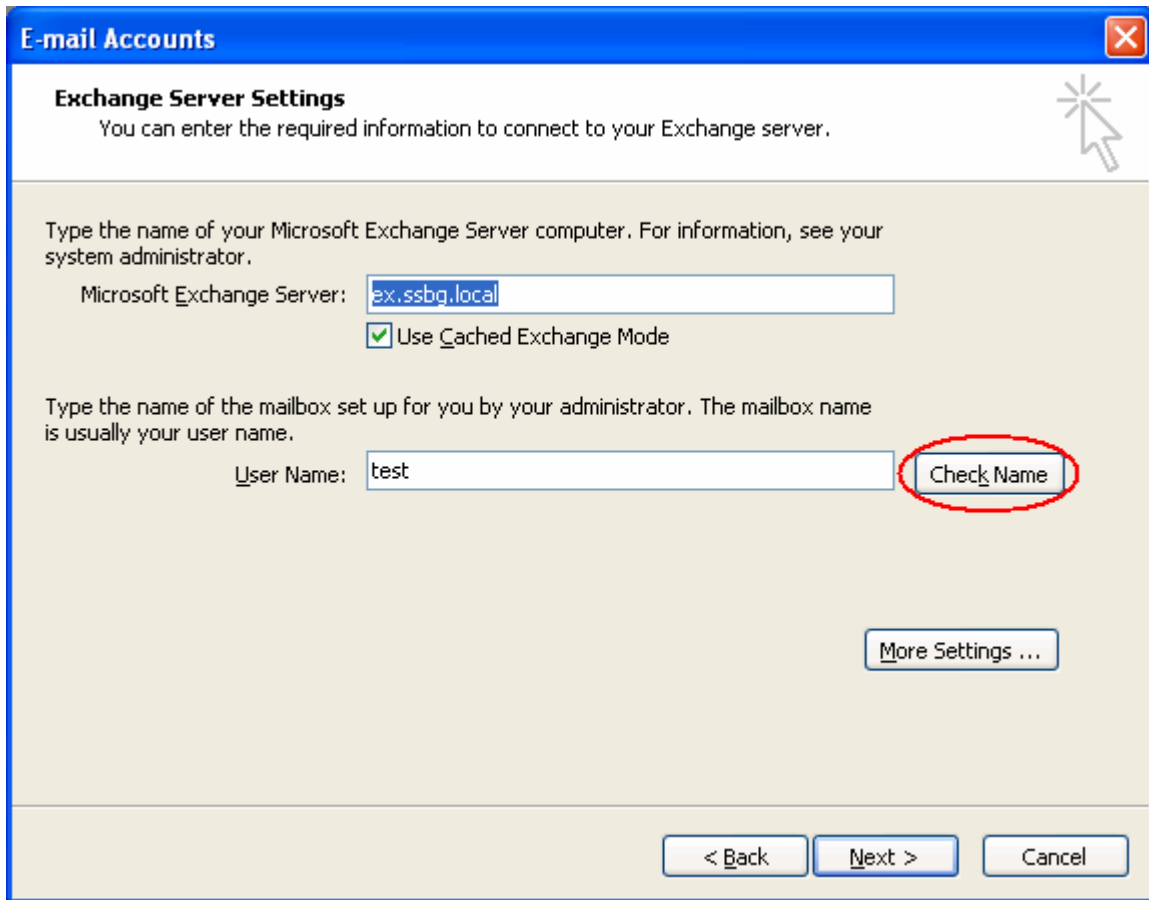 E-mail Accounts
Exchange Server Settings
You can enter the required information to connect to your Exchange server.
Type the name of your Microsoft Exchange Server computer. For information, see your
system administrator.
Microsoft Exchange Server: ex.ssbg.local
Use Cached Exchange Mode
Type the name of the mailbox set up for you by your administrator. The mailbox name
is usually your user name.
User Name: test Check Name
More Settings ...
< Back Next > Cancel